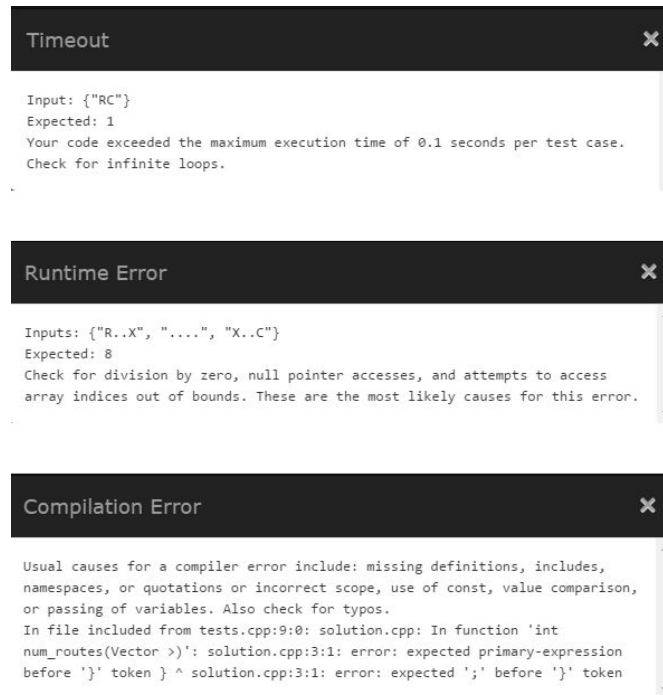 Timeout
Input: {"RC"}
Expected: 1
Your code exceeded the maximum execution time of 0.1 seconds per test case.
Check for infinite loops.
Runtime Error
Inputs: {"R..X", "....", "X..C"}
Expected: 8
Check for division by zero, null pointer accesses, and attempts to access
array indices out of bounds. These are the most likely causes for this error.
Compilation Error
Usual causes for a compiler error include: missing definitions, includes,
namespaces, or quotations or incorrect scope, use of const, value comparison,
or passing of variables. Also check for typos.
In file included from tests.cpp:9:0: solution.cpp: In function 'int
num_routes(Vector >)': solution.cpp:3:1: error: expected primary-expression
before '}' token } ^ solution.cpp:3:1: error: expected ';' before '}' token